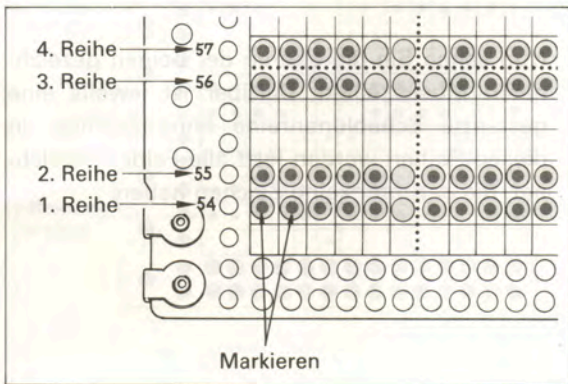 4. Reihe 57
3. Reihe 56
2. Reihe 55
1. Reihe 54
Markieren